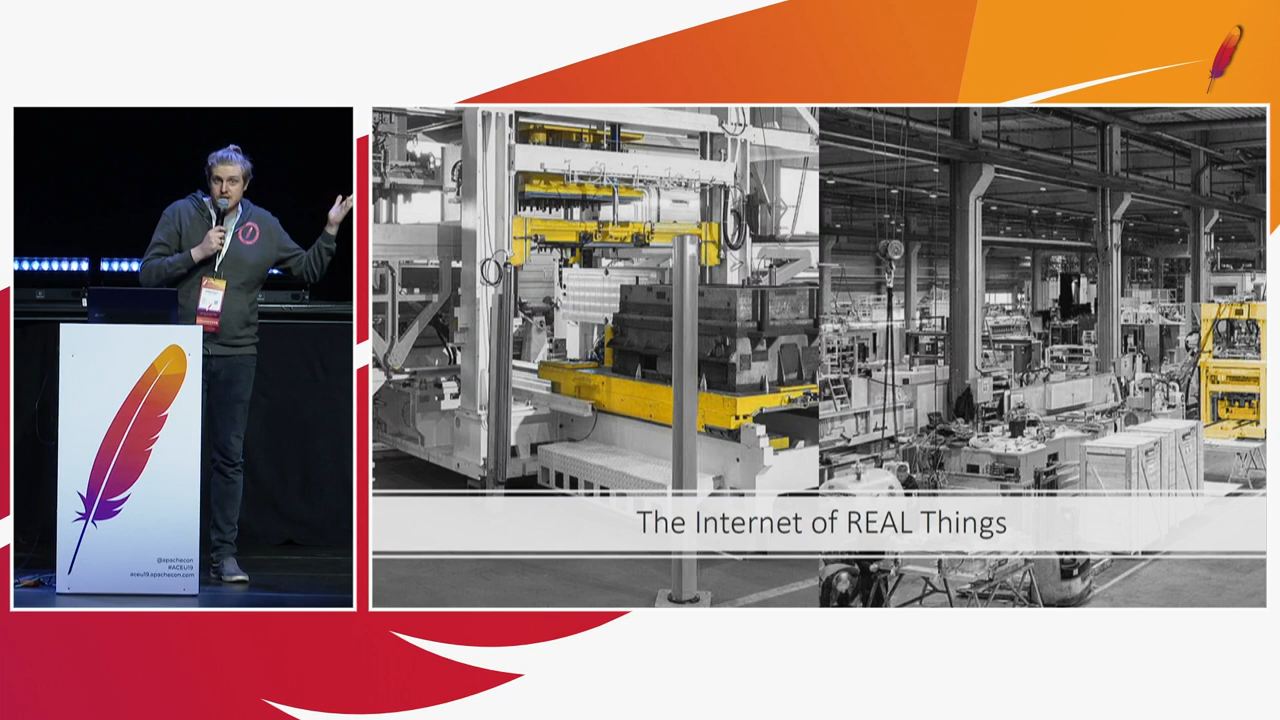 The Internet of REAL Things
@apachecon
#ACEU19
aceu19.apachecon.com